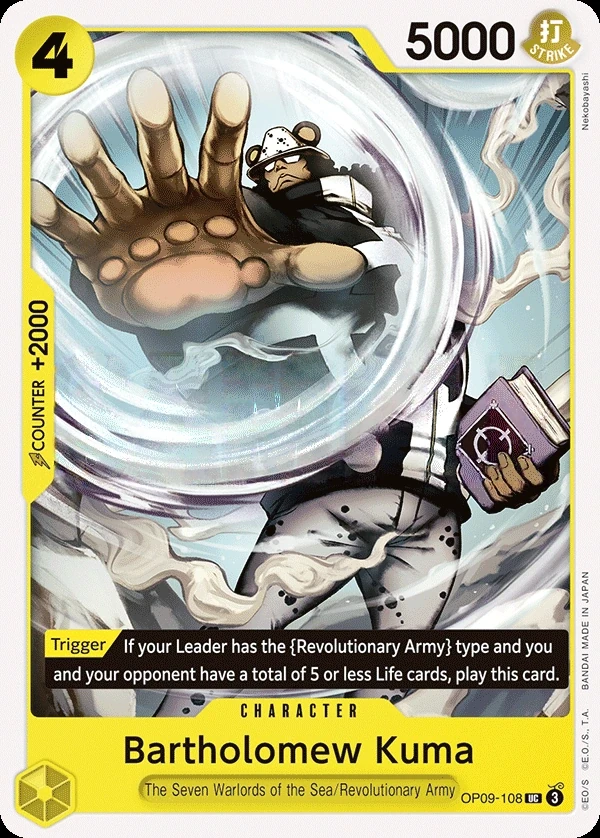 4
5000
打
STRIKE
Nekobayashi
COUNTER +2000
Trigger If your Leader has the {Revolutionary Army} type and you
and your opponent have a total of 5 or less Life cards, play this card.
BANDAI MADE IN JAPAN
©E/O/S ©E.O./S., T.A.
CHARACTER
Bartholomew Kuma
The Seven Warlords of the Sea/Revolutionary Army
OP09-108 UC 3